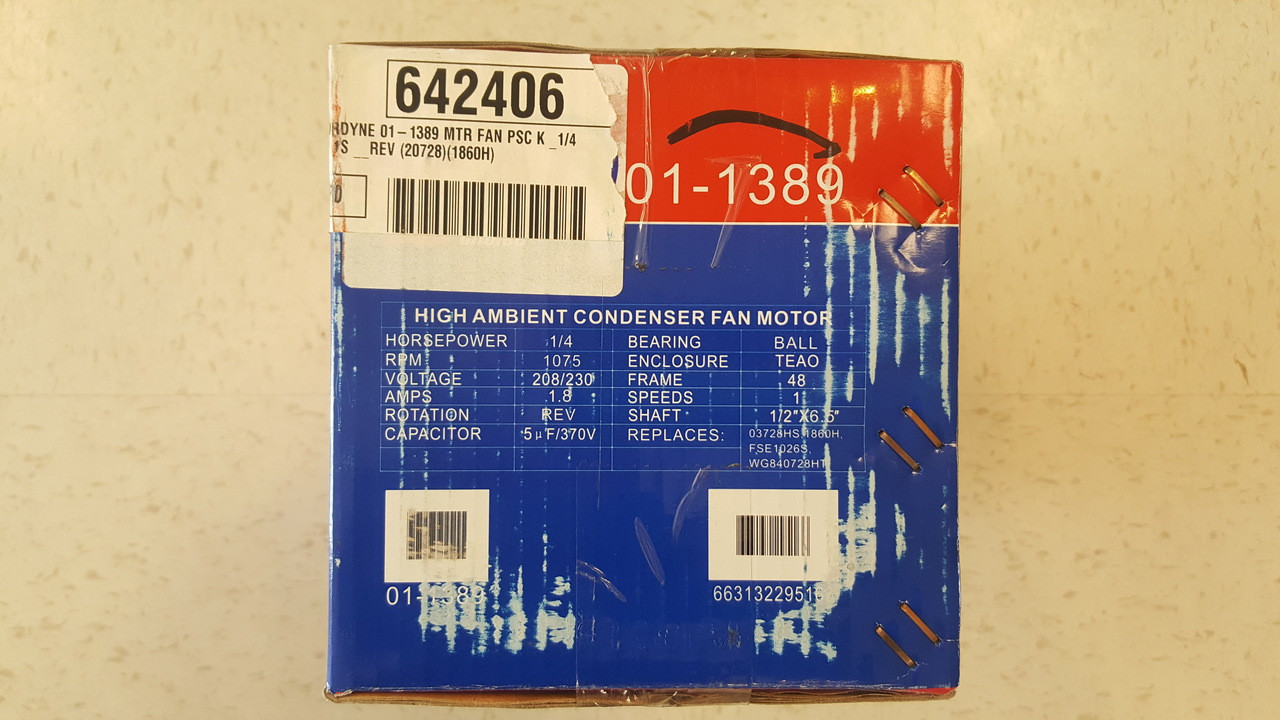 642406
RDYNE 01-1389 MTR FAN PSC K _1/4
1S __REV (20728)(1860H)
0
01-1389
HIGH AMBIENT CONDENSER FAN MOTOR
HORSEPOWER 1/4 BEARING BALL
RPM 1075 ENCLOSURE TEAO
VOLTAGE 208/230 FRAME 48
AMPS 1.8 SPEEDS 1
ROTATION REV SHAFT 1/2"X6.5"
CAPACITOR 5μF/370V REPLACES: 03728HS,1860H,
FSE1026S,
WG840728HT
01-1389
66313229516